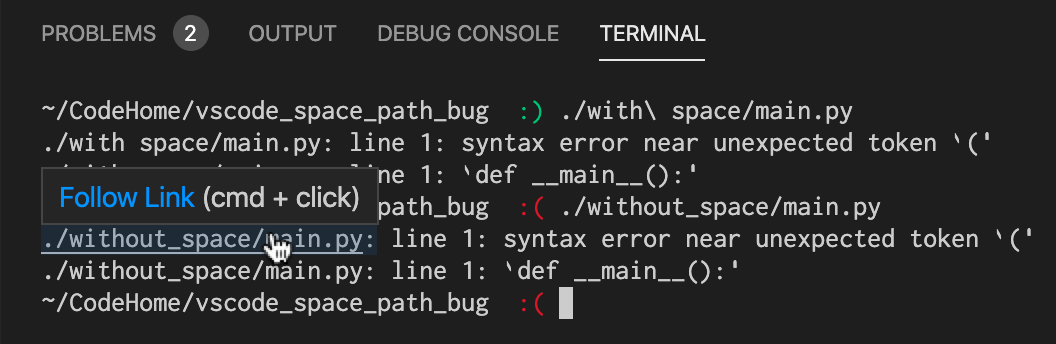 PROBLEMS 2 OUTPUT DEBUG CONSOLE TERMINAL
~/CodeHome/vscode_space_path_bug :) ./with\ space/main.py
./with space/main.py: line 1: syntax error near unexpected token `('
line 1: `def __main__():'
Follow Link (cmd + click)
path_bug :( ./without_space/main.py
./without_space/main.py: line 1: syntax error near unexpected token `('
./without_space/main.py: line 1: `def __main__():'
~/CodeHome/vscode_space_path_bug :(